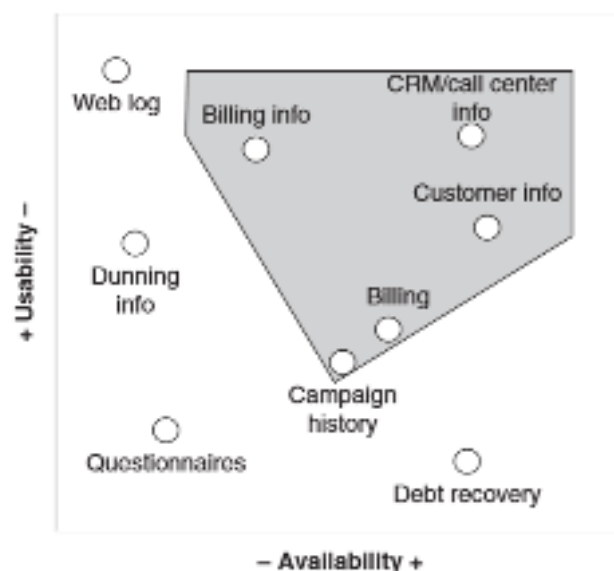 Web log
CRM/call center
info
Billing info
Customer info
Dunning
info
Billing
Campaign
history
Questionnaires
Debt recovery
+ Usability –
– Availability +